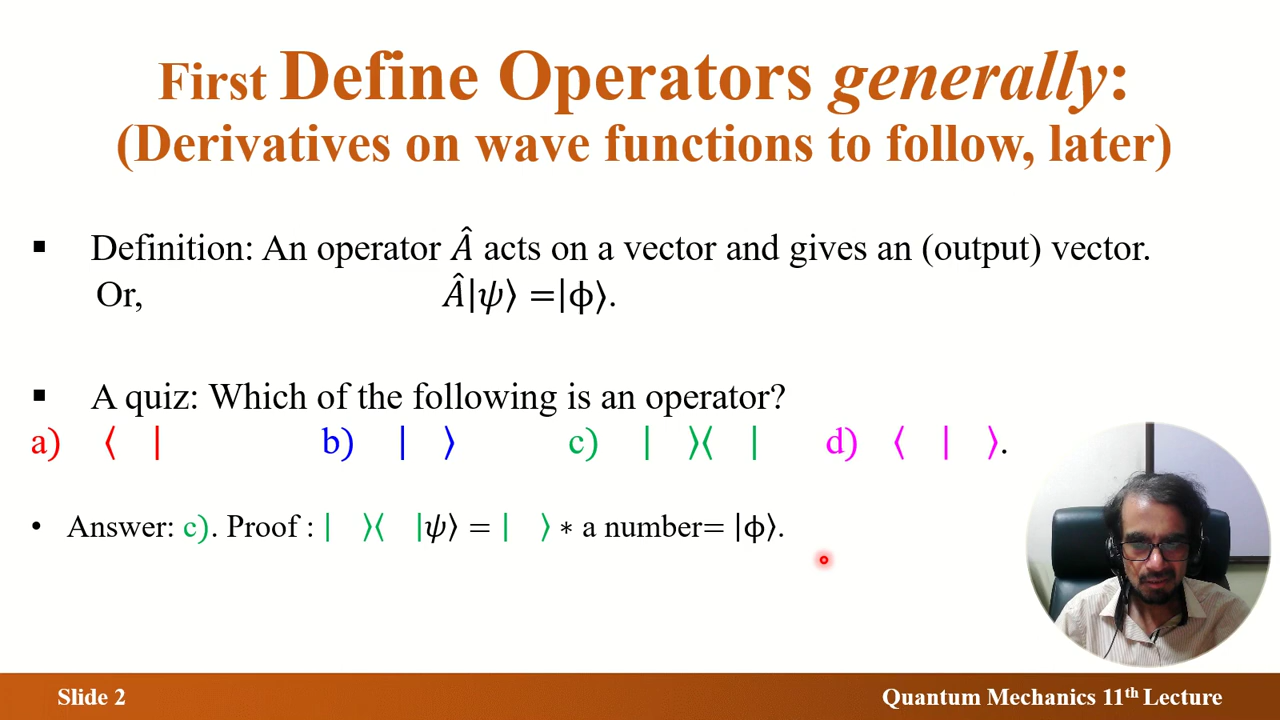 First Define Operators generally:
(Derivatives on wave functions to follow, later)
▪ Definition: An operator Â acts on a vector and gives an (output) vector.
Or, Â|ψ⟩ =|ϕ⟩.
▪ A quiz: Which of the following is an operator?
a) ⟨ | b) | ⟩ c) | ⟩⟨ | d) ⟨ | ⟩.
• Answer: c). Proof : | ⟩⟨ |ψ⟩ = | ⟩ ∗ a number= |ϕ⟩.
Slide 2 Quantum Mechanics 11th Lecture